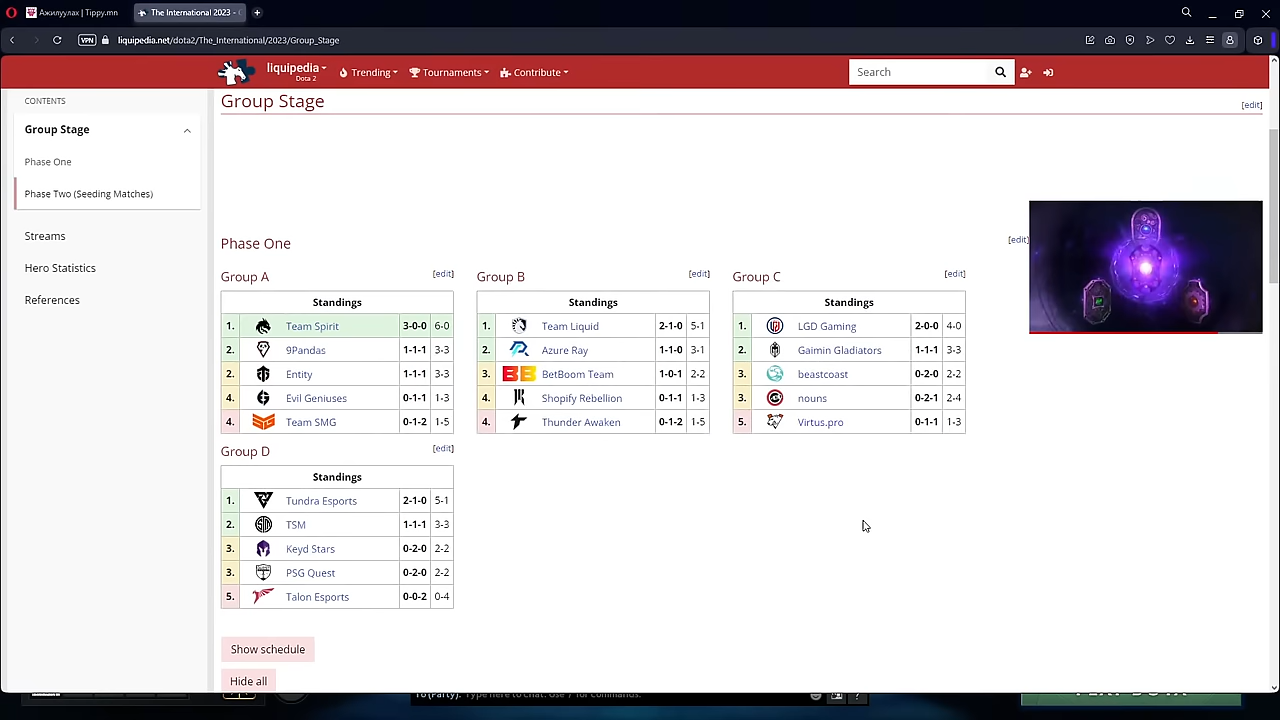 Ажилуулах | Tippy.mn
The International 2023 -
VPN
liquipedia.net/dota2/The_International/2023/Group_Stage
liquipedia
Dota 2
Trending
Tournaments
Contribute
Search
CONTENTS
Group Stage
Phase One
Phase Two (Seeding Matches)
Streams
Hero Statistics
References
Group Stage
[edit]
Phase One
[edit]
Group A
[edit]
Standings
1. Team Spirit 3-0-0 6-0
2. 9Pandas 1-1-1 3-3
2. Entity 1-1-1 3-3
4. Evil Geniuses 0-1-1 1-3
4. Team SMG 0-1-2 1-5
Group B
[edit]
Standings
1. Team Liquid 2-1-0 5-1
2. Azure Ray 1-1-0 3-1
3. BB BetBoom Team 1-0-1 2-2
4. Shopify Rebellion 0-1-1 1-3
4. Thunder Awaken 0-1-2 1-5
Group C
[edit]
Standings
1. LGD Gaming 2-0-0 4-0
2. Gaimin Gladiators 1-1-1 3-3
3. beastcoast 0-2-0 2-2
3. nouns 0-2-1 2-4
5. Virtus.pro 0-1-1 1-3
Group D
[edit]
Standings
1. Tundra Esports 2-1-0 5-1
2. TSM 1-1-1 3-3
3. Keyd Stars 0-2-0 2-2
3. PSG Quest 0-2-0 2-2
5. Talon Esports 0-0-2 0-4
Show schedule
Hide all